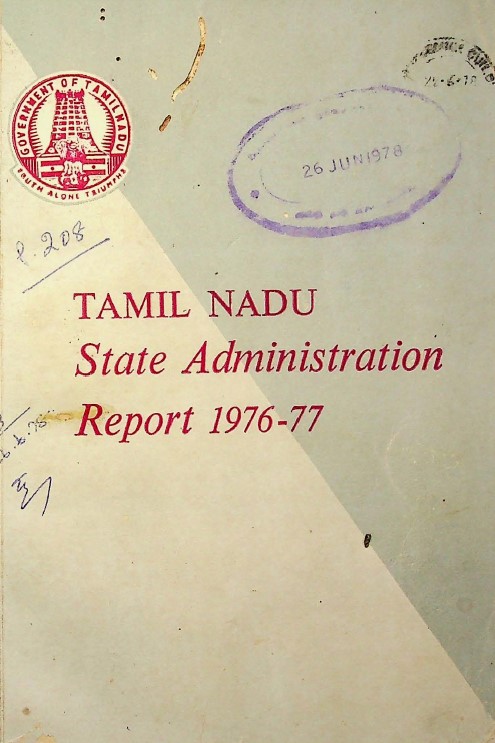 GOVERNMENT OF TAMILNADU
TRUTH ALONE TRIUMPHS
26 JUN 1978
P. 208
TAMIL NADU
State Administration
Report 1976-77